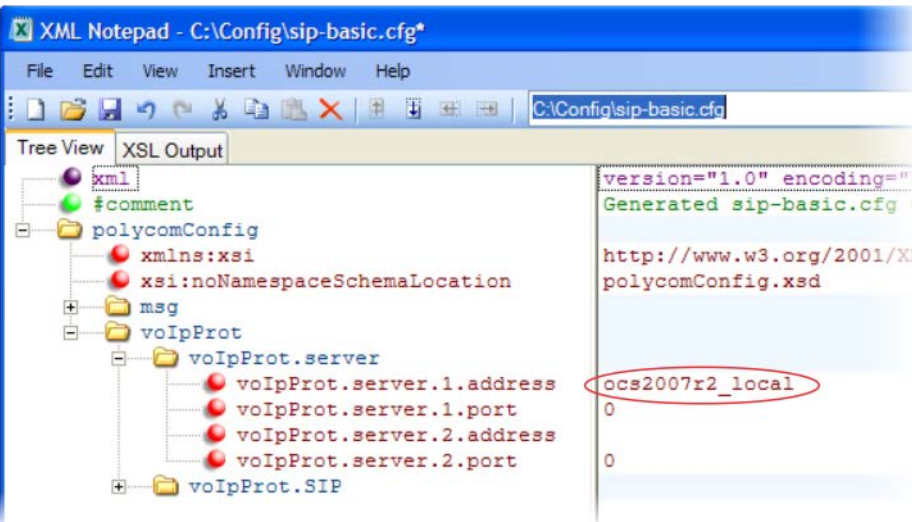 XML Notepad - C:\Config\sip-basic.cfg*
File Edit View Insert Window Help
C:\Config\sip-basic.cfg
Tree View XSL Output
xml version="1.0" encoding="
#comment Generated sip-basic.cfg
polycomConfig
xmlns:xsi http://www.w3.org/2001/X
xsi:noNamespaceSchemaLocation polycomConfig.xsd
msg
voIpProt
voIpProt.server
voIpProt.server.1.address ocs2007r2_local
voIpProt.server.1.port 0
voIpProt.server.2.address
voIpProt.server.2.port 0
voIpProt.SIP